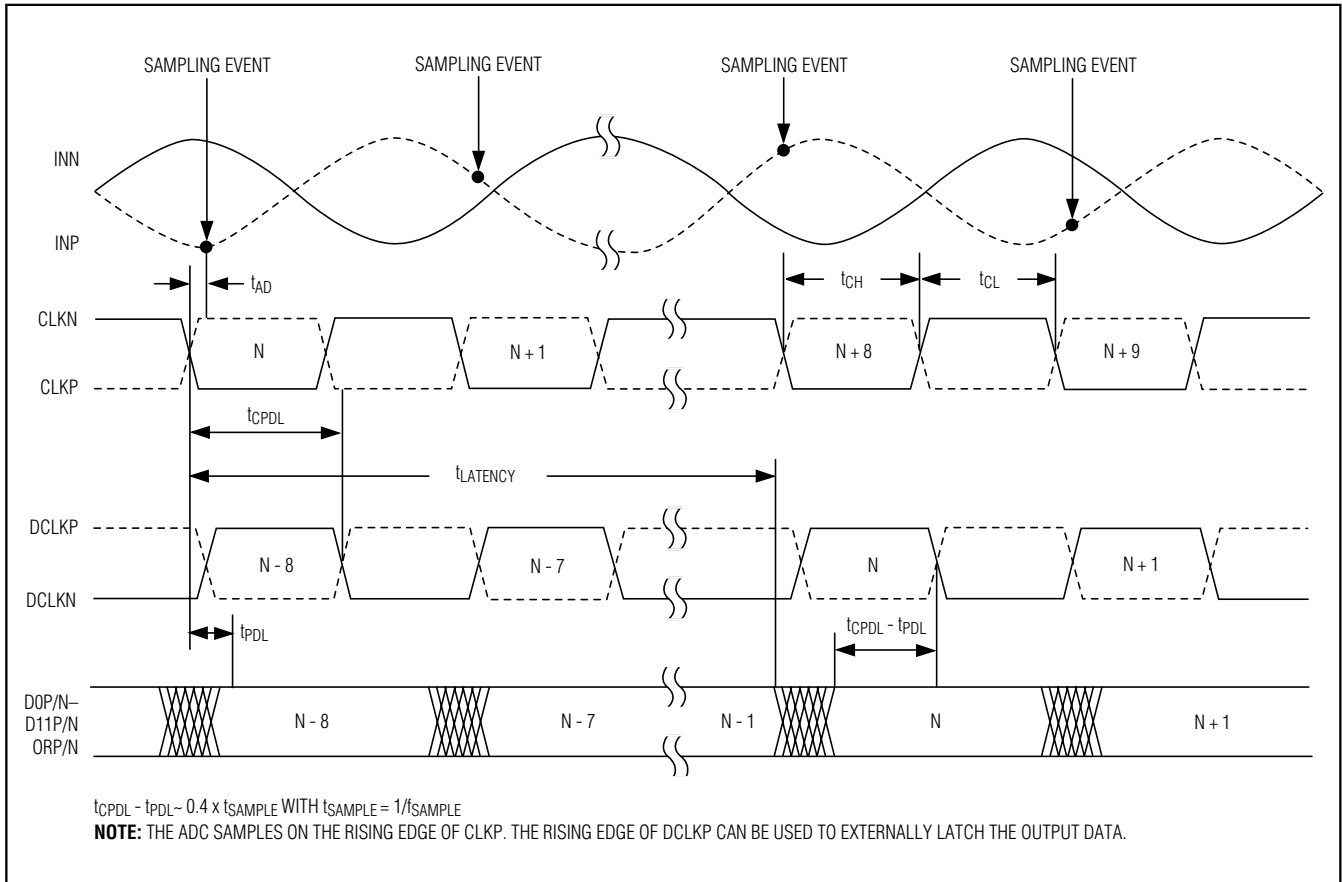 SAMPLING EVENT SAMPLING EVENT SAMPLING EVENT SAMPLING EVENT
INN
INP
tAD
tCH
tCL
CLKN
N
N + 1
N + 8
N + 9
CLKP
tCPDL
tLATENCY
DCLKP
N - 8
N - 7
N
N + 1
DCLKN
tPDL
tCPDL - tPDL
D0P/N–
D11P/N
ORP/N
N - 8
N - 7
N - 1
N
N + 1
tCPDL - tPDL~ 0.4 x tSAMPLE WITH tSAMPLE = 1/fSAMPLE
NOTE: THE ADC SAMPLES ON THE RISING EDGE OF CLKP. THE RISING EDGE OF DCLKP CAN BE USED TO EXTERNALLY LATCH THE OUTPUT DATA.